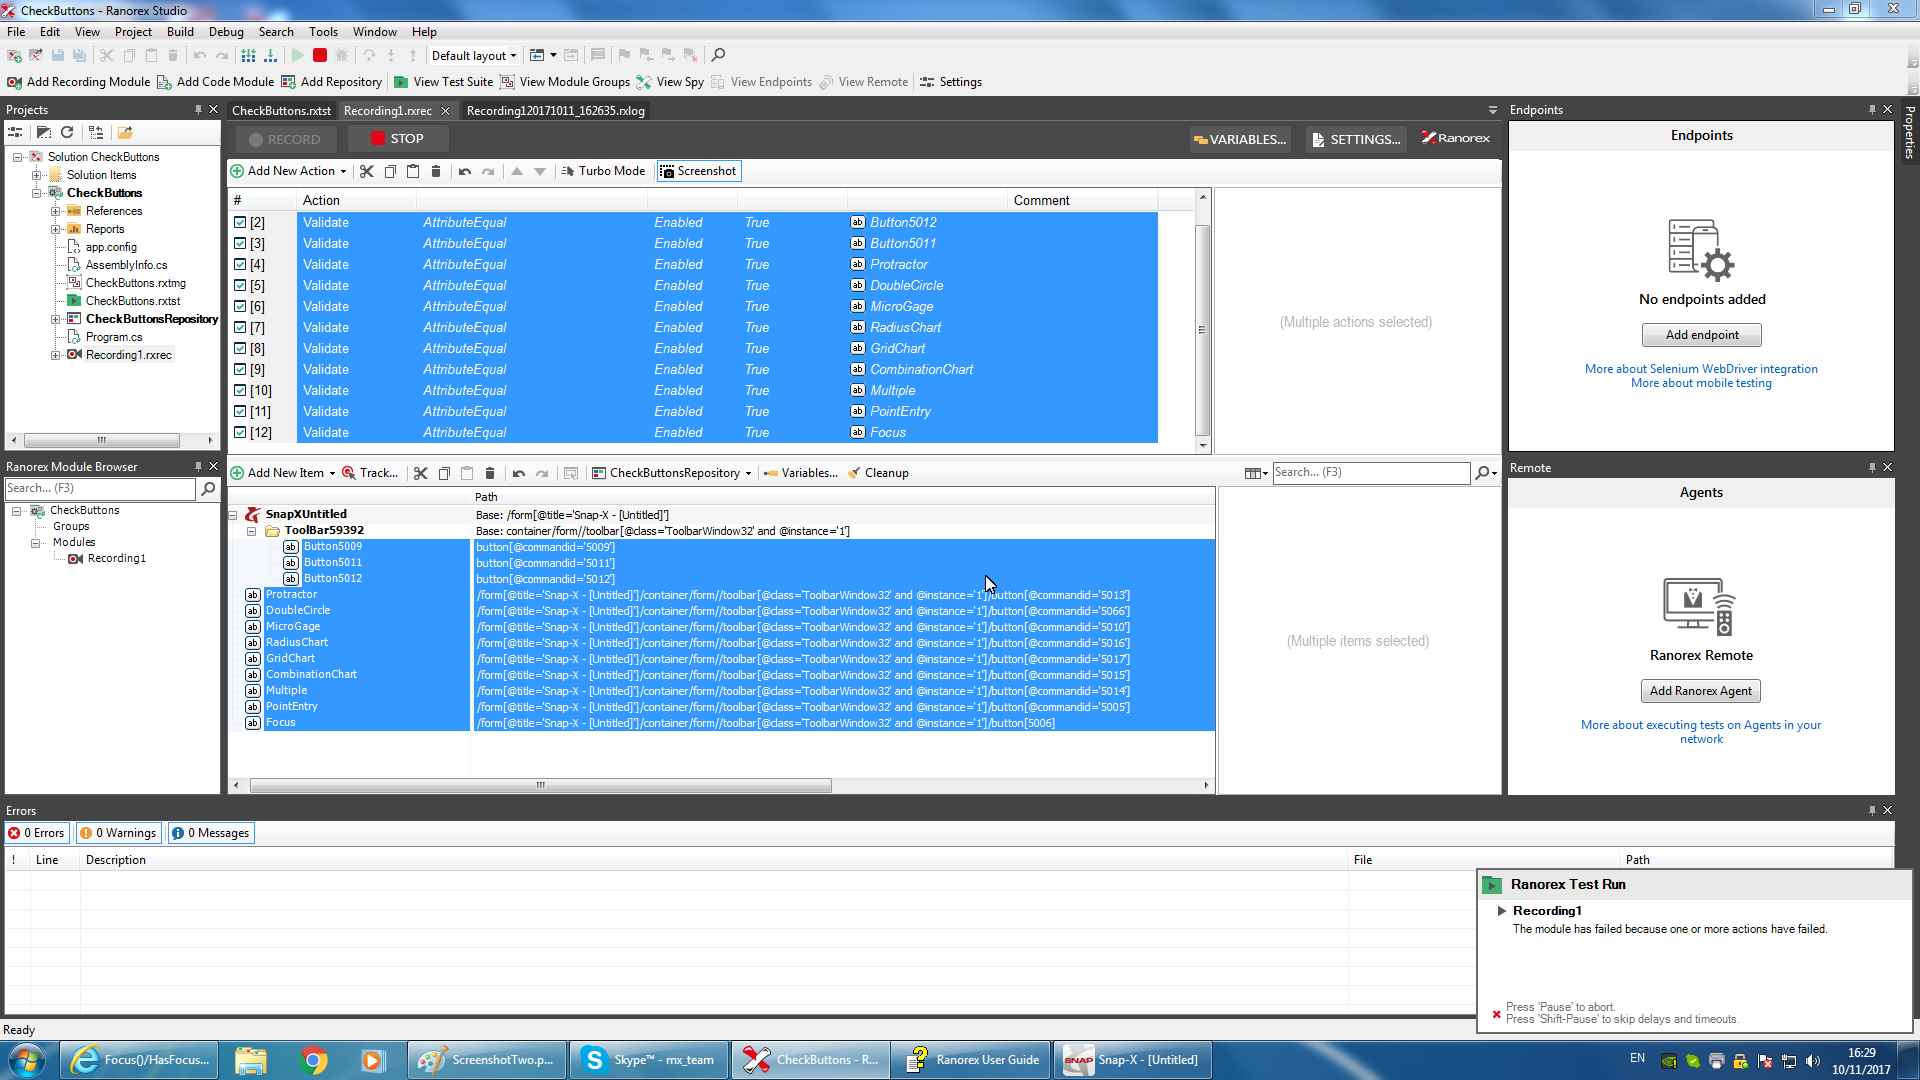 CheckButtons - Ranorex Studio
File Edit View Project Build Debug Search Tools Window Help
Default layout
Add Recording Module Add Code Module Add Repository View Test Suite View Module Groups View Spy View Endpoints View Remote Settings
Projects
Solution CheckButtons
Solution Items
CheckButtons
References
Reports
app.config
AssemblyInfo.cs
CheckButtons.rxtmg
CheckButtons.rxtst
CheckButtonsRepository
Program.cs
Recording1.rxrec
Ranorex Module Browser
Search... (F3)
CheckButtons
Groups
Modules
Recording1
CheckButtons.rxtst Recording1.rxrec Recording120171011_162635.rxlog
RECORD STOP VARIABLES... SETTINGS... Ranorex
Add New Action Turbo Mode Screenshot
# Action Comment
[2] Validate AttributeEqual Enabled True Button5012
[3] Validate AttributeEqual Enabled True Button5011
[4] Validate AttributeEqual Enabled True Protractor
[5] Validate AttributeEqual Enabled True DoubleCircle
[6] Validate AttributeEqual Enabled True MicroGage
[7] Validate AttributeEqual Enabled True RadiusChart
[8] Validate AttributeEqual Enabled True GridChart
[9] Validate AttributeEqual Enabled True CombinationChart
[10] Validate AttributeEqual Enabled True Multiple
[11] Validate AttributeEqual Enabled True PointEntry
[12] Validate AttributeEqual Enabled True Focus
(Multiple actions selected)
Add New Item Track... CheckButtonsRepository Variables... Cleanup Search... (F3)
Path
SnapXUntitled Base: /form[@title='Snap-X - [Untitled]']
ToolBar59392 Base: container/form//toolbar[@class='ToolbarWindow32' and @instance='1']
Button5009 button[@commandid='5009']
Button5011 button[@commandid='5011']
Button5012 button[@commandid='5012']
Protractor /form[@title='Snap-X - [Untitled]']/container/form//toolbar[@class='ToolbarWindow32' and @instance='1']/button[@commandid='5013']
DoubleCircle /form[@title='Snap-X - [Untitled]']/container/form//toolbar[@class='ToolbarWindow32' and @instance='1']/button[@commandid='5066']
MicroGage /form[@title='Snap-X - [Untitled]']/container/form//toolbar[@class='ToolbarWindow32' and @instance='1']/button[@commandid='5010']
RadiusChart /form[@title='Snap-X - [Untitled]']/container/form//toolbar[@class='ToolbarWindow32' and @instance='1']/button[@commandid='5016']
GridChart /form[@title='Snap-X - [Untitled]']/container/form//toolbar[@class='ToolbarWindow32' and @instance='1']/button[@commandid='5017']
CombinationChart /form[@title='Snap-X - [Untitled]']/container/form//toolbar[@class='ToolbarWindow32' and @instance='1']/button[@commandid='5015']
Multiple /form[@title='Snap-X - [Untitled]']/container/form//toolbar[@class='ToolbarWindow32' and @instance='1']/button[@commandid='5014']
PointEntry /form[@title='Snap-X - [Untitled]']/container/form//toolbar[@class='ToolbarWindow32' and @instance='1']/button[@commandid='5005']
Focus /form[@title='Snap-X - [Untitled]']/container/form//toolbar[@class='ToolbarWindow32' and @instance='1']/button[5006]
(Multiple items selected)
Endpoints
Endpoints
No endpoints added
Add endpoint
More about Selenium WebDriver integration
More about mobile testing
Remote
Agents
Ranorex Remote
Add Ranorex Agent
More about executing tests on Agents in your
network
Properties
Errors
0 Errors 0 Warnings 0 Messages
! Line Description File Path
Ranorex Test Run
Recording1
The module has failed because one or more actions have failed.
Press 'Pause' to abort.
Press 'Shift-Pause' to skip delays and timeouts.
Ready
Focus()/HasFocus... ScreenshotTwo.p... Skype™ - mx_team CheckButtons - R... Ranorex User Guide SNAP Snap-X - [Untitled] EN 16:29
10/11/2017